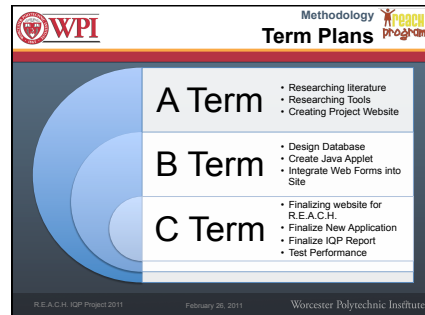 WPI
Methodology
Term Plans
Reach
program
A Term
• Researching literature
• Researching Tools
• Creating Project Website
B Term
• Design Database
• Create Java Applet
• Integrate Web Forms into
Site
C Term
• Finalizing website for
R.E.A.C.H.
• Finalize New Application
• Finalize IQP Report
• Test Performance
R.E.A.C.H. IQP Project 2011
February 26, 2011
Worcester Polytechnic Institute